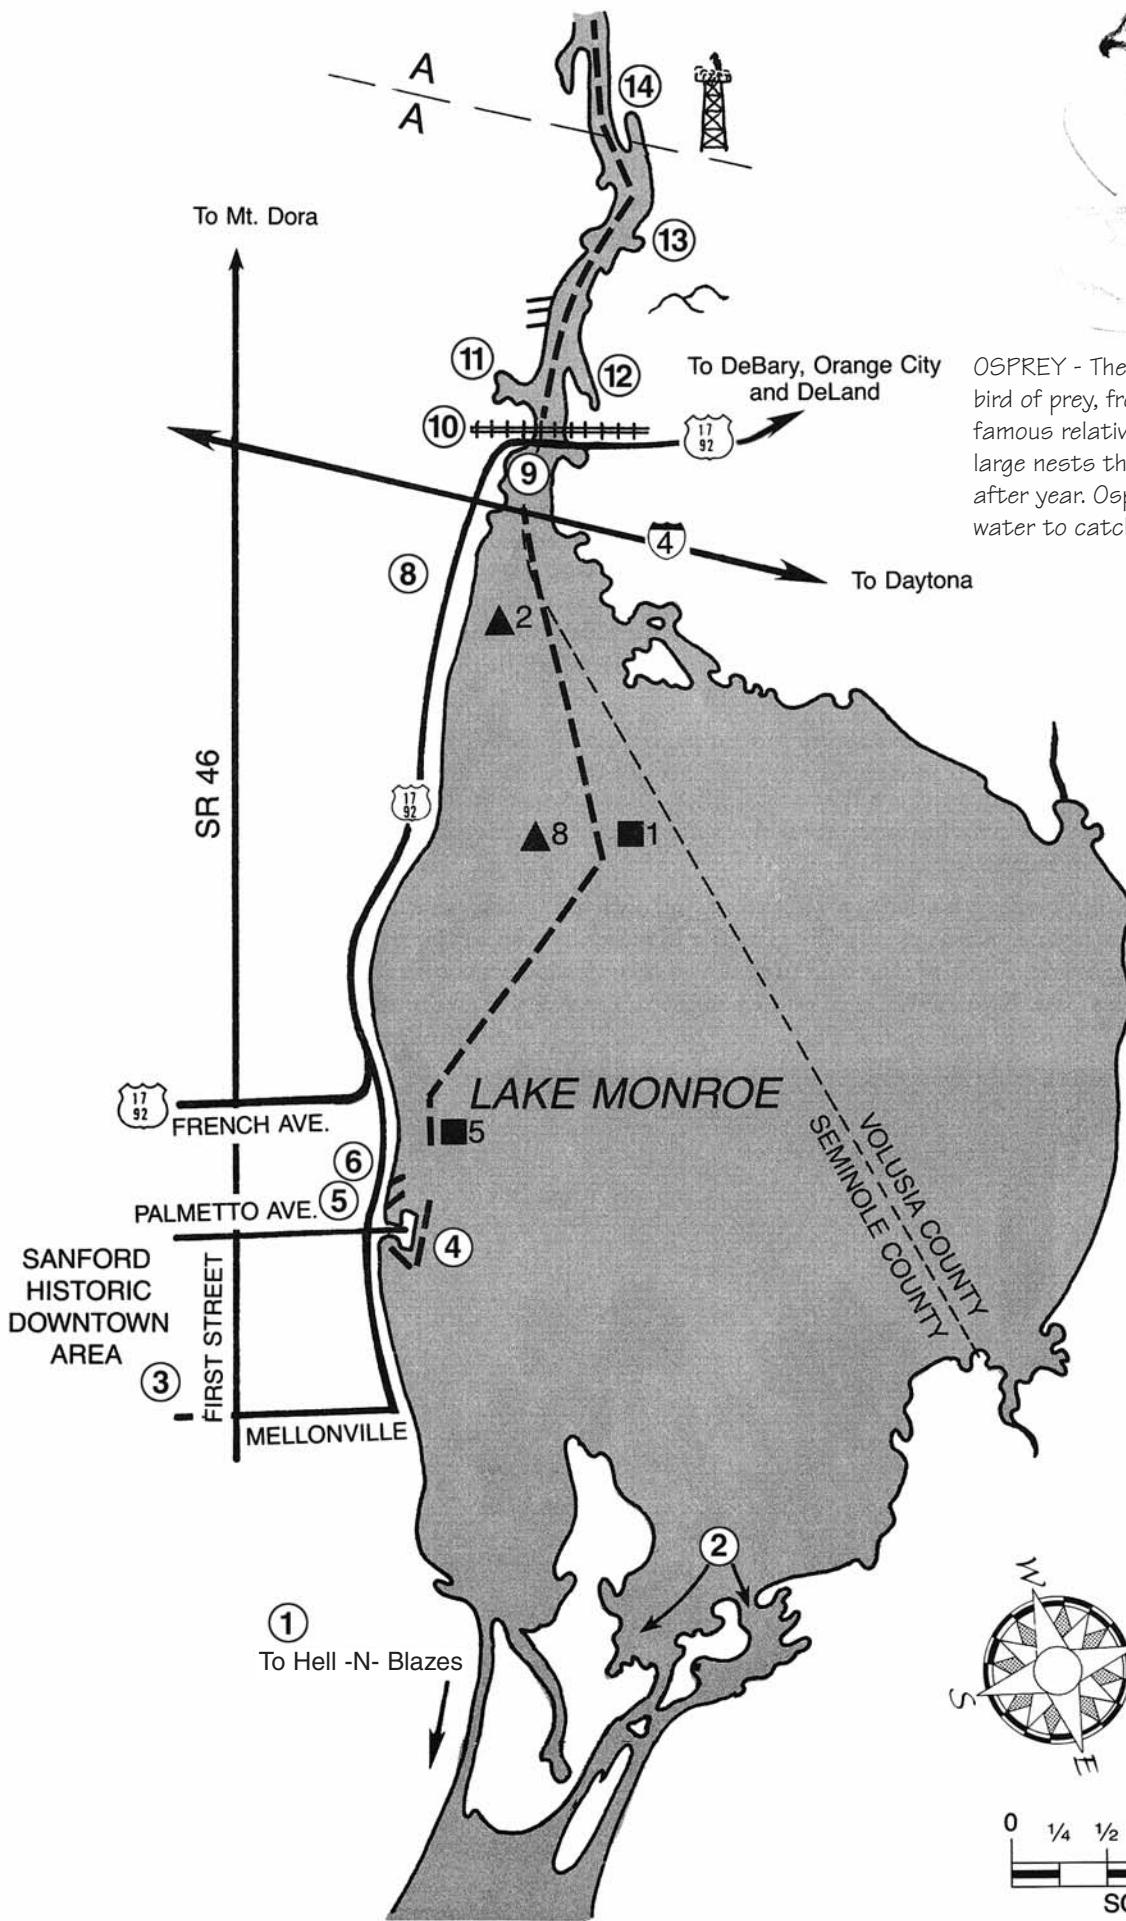 A
A
14
To Mt. Dora
13
11
12
To DeBary, Orange City
and DeLand
OSPREY - The
bird of prey, fr
famous relativ
large nests th
after year. Osp
water to catc
10
17
92
9
4
8
To Daytona
2
SR 46
17
92
8
1
LAKE MONROE
17
92
FRENCH AVE.
5
VOLUSIA COUNTY
SEMINOLE COUNTY
6
5
PALMETTO AVE.
4
SANFORD
HISTORIC
DOWNTOWN
AREA
FIRST STREET
3
MELLONVILLE
2
1
To Hell -N- Blazes
W
S
E
0 1/4 1/2
SC